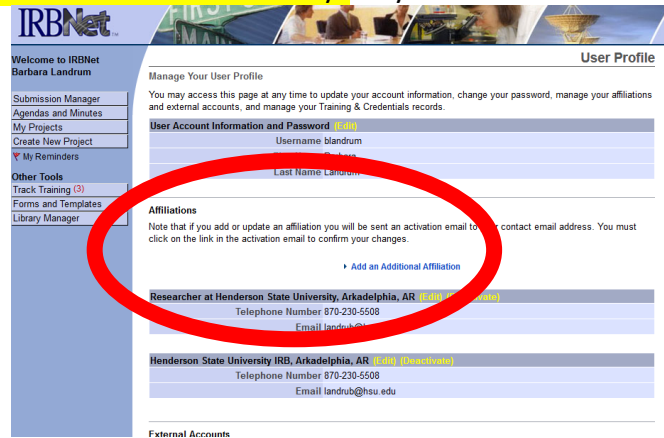 IRBNet
Welcome to IRBNet
Barbara Landrum
Submission Manager
Agendas and Minutes
My Projects
Create New Project
My Reminders
Other Tools
Track Training (3)
Forms and Templates
Library Manager
User Profile
Manage Your User Profile
You may access this page at any time to update your account information, change your password, manage your affiliations
and external accounts, and manage your Training & Credentials records.
User Account Information and Password (Edit)
Username blandrum
Last Name
Affiliations
Note that if you add or update an affiliation you will be sent an activation email to contact email address. You must
click on the link in the activation email to confirm your changes.
Add an Additional Affiliation
Researcher at Henderson State University, Arkadelphia, AR (Edit)
Telephone Number 870-230-5508
Email
Henderson State University IRB, Arkadelphia, AR (Edit) (Deactivate)
Telephone Number 870-230-5508
Email landrub@hsu.edu
External Accounts